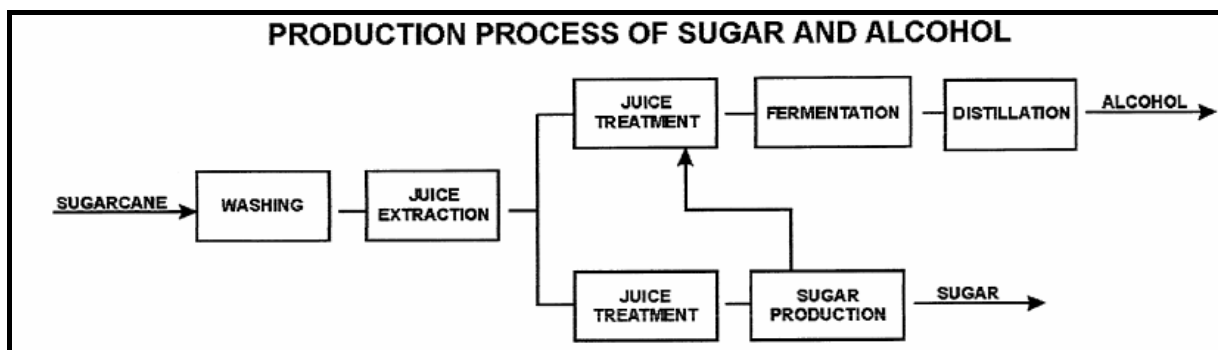 PRODUCTION PROCESS OF SUGAR AND ALCOHOL
SUGARCANE
WASHING
JUICE
EXTRACTION
JUICE
TREATMENT
FERMENTATION
DISTILLATION
ALCOHOL
JUICE
TREATMENT
SUGAR
PRODUCTION
SUGAR